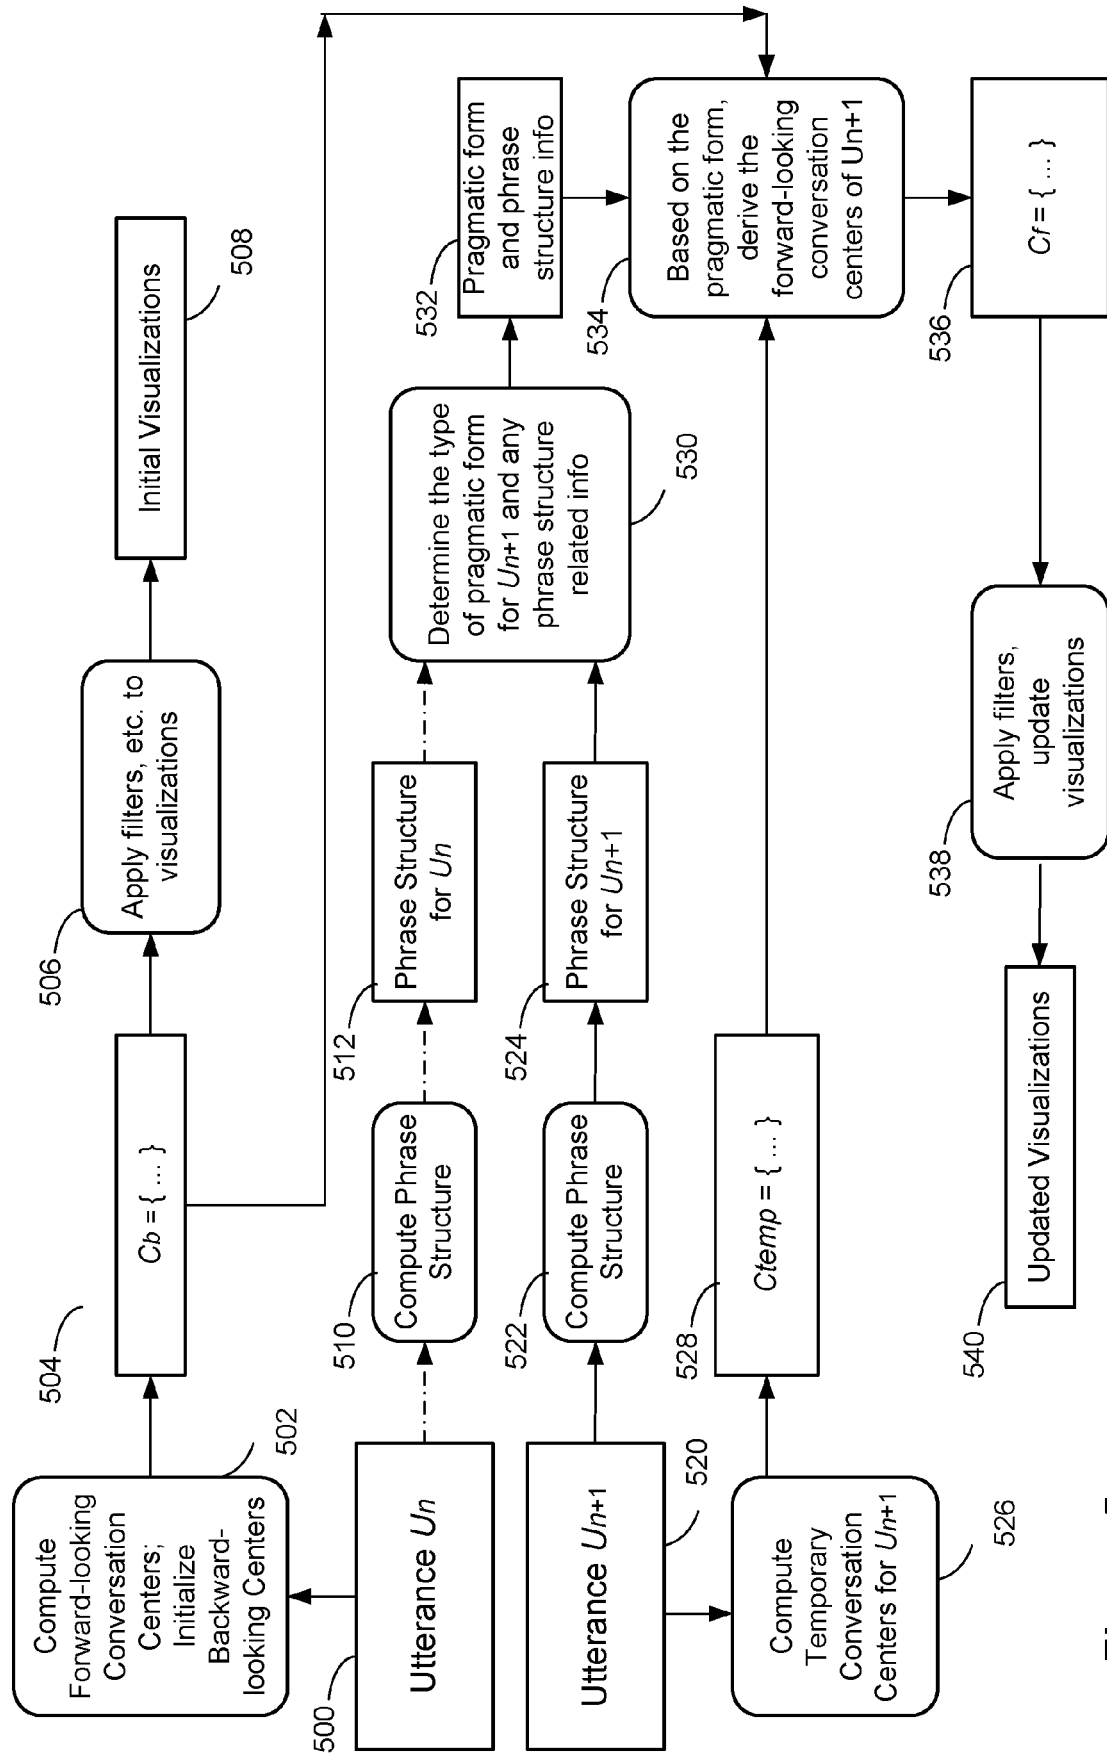 Compute
Forward-looking
Conversation
Centers;
Initialize
Backward-
looking Centers
502
504
Cb = { ... }
506
Apply filters, etc. to
visualizations
Initial Visualizations
508
500
Utterance Un
510
Compute Phrase
Structure
512
Phrase Structure
for Un
Utterance Un+1
520
522
Compute Phrase
Structure
524
Phrase Structure
for Un+1
Determine the type
of pragmatic form
for Un+1 and any
phrase structure
related info
530
532
Pragmatic form
and phrase
structure info
Compute
Temporary
Conversation
Centers for Un+1
526
528
Ctemp = { ... }
534
Based on the
pragmatic form,
derive the
forward-looking
conversation
centers of Un+1
536
Cf = { ... }
538
Apply filters,
update
visualizations
540
Updated Visualizations